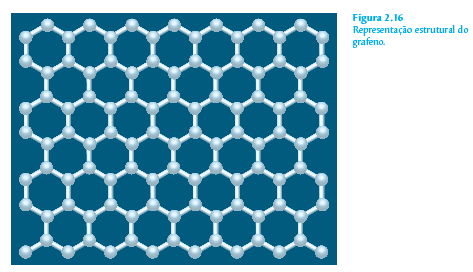 Figura 2.16
Representação estrutural do
grafeno.